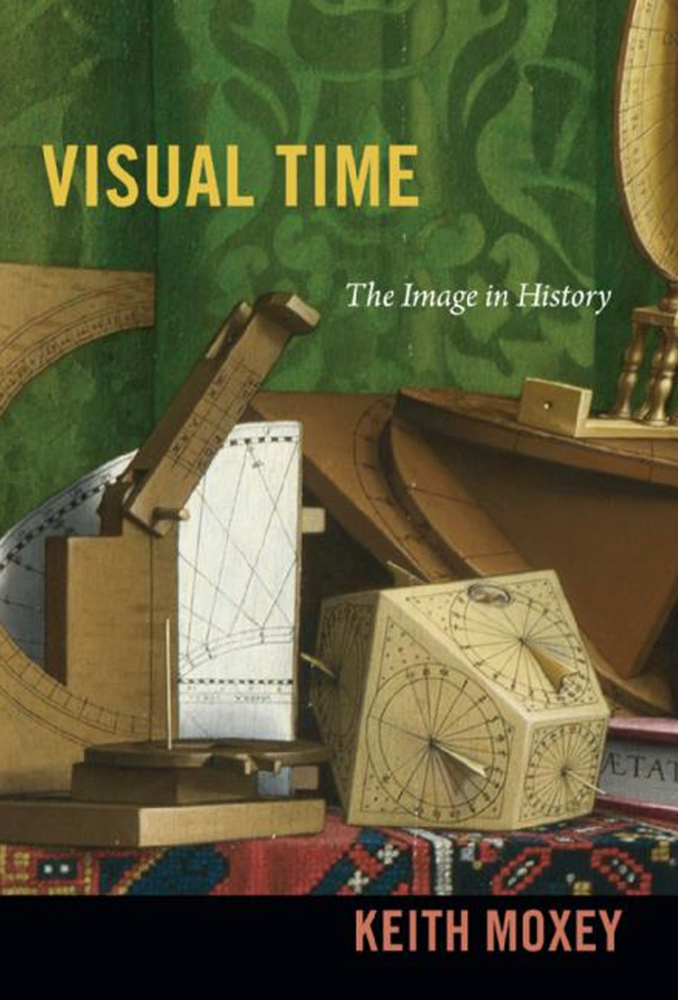 VISUAL TIME
The Image in History
ÆTAT
KEITH MOXEY